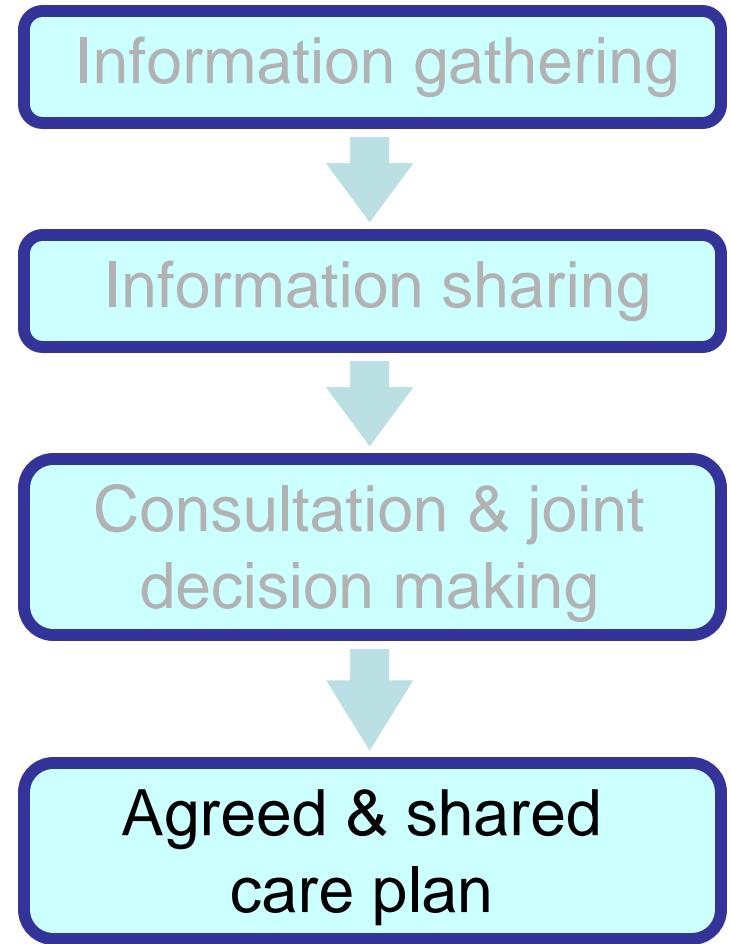 Information gathering
Information sharing
Consultation & joint
decision making
Agreed & shared
care plan